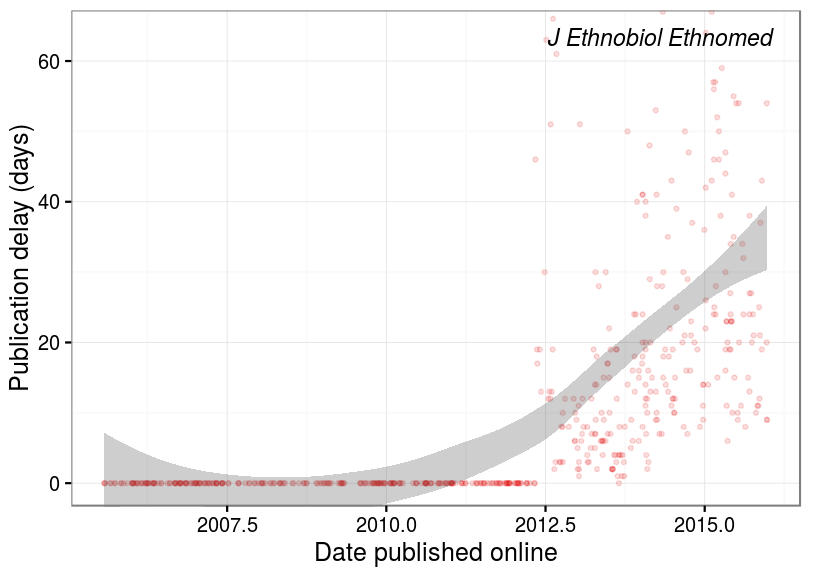 J Ethnobiol Ethnomed
Publication delay (days)
60
40
20
0
2007.5
2010.0
2012.5
2015.0
Date published online